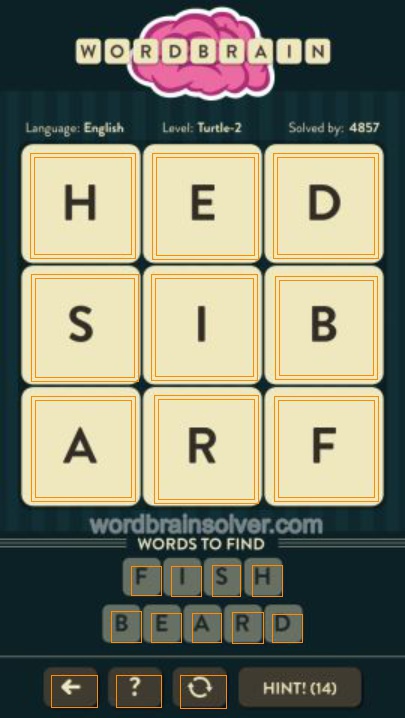 WORDBRAIN
Language: English Level: Turtle-2 Solved by: 4857
H E D
S I B
A R F
wordbrainsolver.com
WORDS TO FIND
F I S H
B E A R D
? HINT! (14)